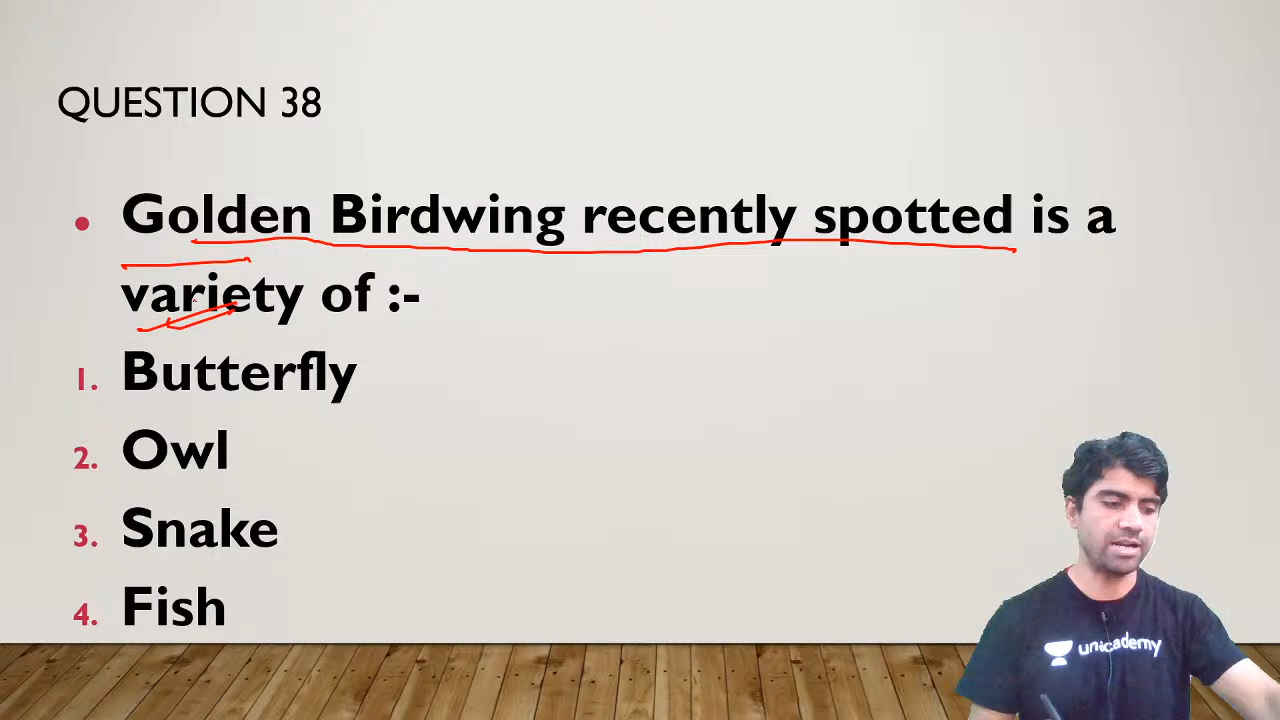 QUESTION 38
• Golden Birdwing recently spotted is a
variety of :-
1. Butterfly
2. Owl
3. Snake
4. Fish
unacademy